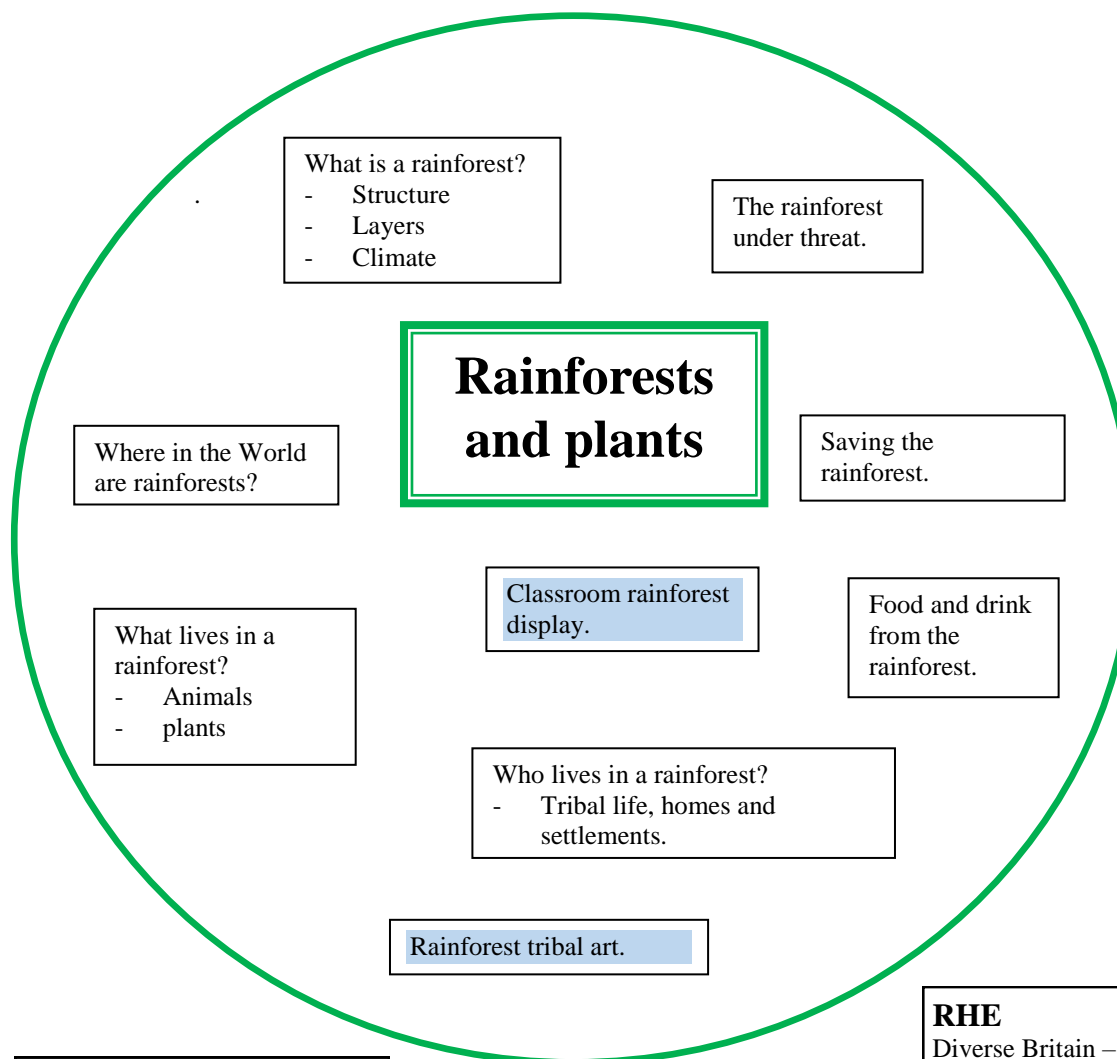 What is a rainforest?
- Structure
- Layers
- Climate
The rainforest
under threat.
Rainforests
and plants
Where in the World
are rainforests?
Saving the
rainforest.
Classroom rainforest
display.
Food and drink
from the
rainforest.
What lives in a
rainforest?
- Animals
- plants
Who lives in a rainforest?
- Tribal life, homes and
settlements.
Rainforest tribal art.
RHE
Diverse Britain –